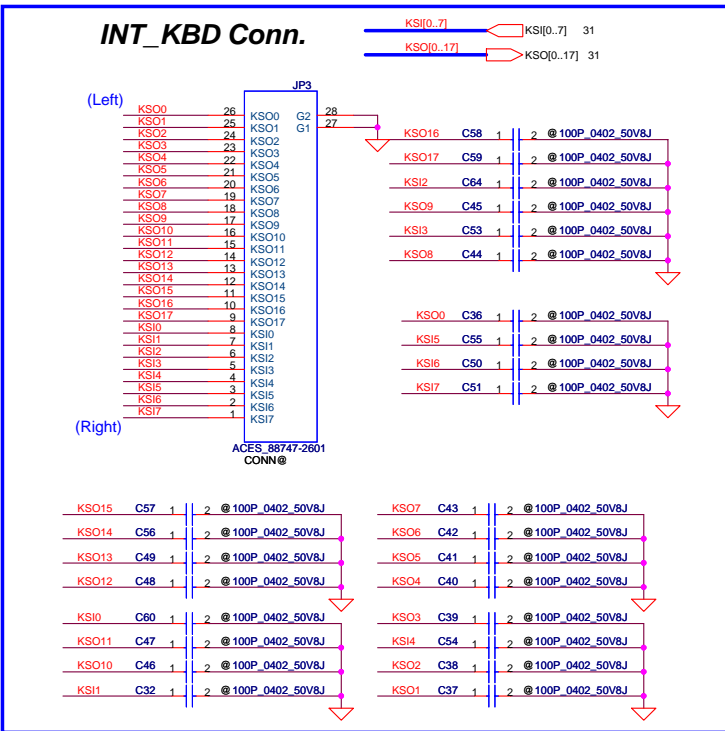 INT_KBD Conn.
KSI[0..7] KSI[0..7] 31
KSO[0..17] KSO[0..17] 31
JP3
(Left)
KSO0 26 KSO0 G2 28
KSO1 25 KSO1 G1 27
KSO2 24 KSO2
KSO3 23 KSO3
KSO4 22 KSO4
KSO5 21 KSO5
KSO6 20 KSO6
KSO7 19 KSO7
KSO8 18 KSO8
KSO9 17 KSO9
KSO10 16 KSO10
KSO11 15 KSO11
KSO12 14 KSO12
KSO13 13 KSO13
KSO14 12 KSO14
KSO15 11 KSO15
KSO16 10 KSO16
KSO17 9 KSO17
KSI0 8 KSI0
KSI1 7 KSI1
KSI2 6 KSI2
KSI3 5 KSI3
KSI4 4 KSI4
KSI5 3 KSI5
KSI6 2 KSI6
KSI7 1 KSI7
(Right)
ACES_88747-2601
CONN@
KSO16 C58 1 2 @100P_0402_50V8J
KSO17 C59 1 2 @100P_0402_50V8J
KSI2 C64 1 2 @100P_0402_50V8J
KSO9 C45 1 2 @100P_0402_50V8J
KSI3 C53 1 2 @100P_0402_50V8J
KSO8 C44 1 2 @100P_0402_50V8J
KSO0 C36 1 2 @100P_0402_50V8J
KSI5 C55 1 2 @100P_0402_50V8J
KSI6 C50 1 2 @100P_0402_50V8J
KSI7 C51 1 2 @100P_0402_50V8J
KSO15 C57 1 2 @100P_0402_50V8J
KSO14 C56 1 2 @100P_0402_50V8J
KSO13 C49 1 2 @100P_0402_50V8J
KSO12 C48 1 2 @100P_0402_50V8J
KSI0 C60 1 2 @100P_0402_50V8J
KSO11 C47 1 2 @100P_0402_50V8J
KSO10 C46 1 2 @100P_0402_50V8J
KSI1 C32 1 2 @100P_0402_50V8J
KSO7 C43 1 2 @100P_0402_50V8J
KSO6 C42 1 2 @100P_0402_50V8J
KSO5 C41 1 2 @100P_0402_50V8J
KSO4 C40 1 2 @100P_0402_50V8J
KSO3 C39 1 2 @100P_0402_50V8J
KSI4 C54 1 2 @100P_0402_50V8J
KSO2 C38 1 2 @100P_0402_50V8J
KSO1 C37 1 2 @100P_0402_50V8J